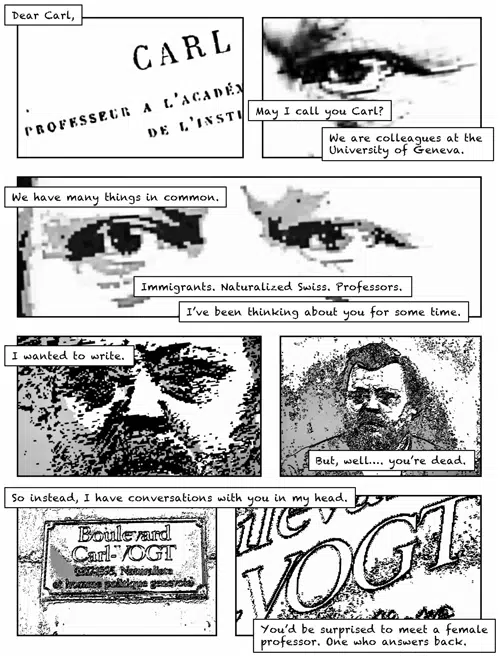 Dear Carl,
CARL
PROFESSEUR A L'ACADÉM
DE L'INSTI
May I call you Carl?
We are colleagues at the
University of Geneva.
We have many things in common.
Immigrants. Naturalized Swiss. Professors.
I've been thinking about you for some time.
I wanted to write.
But, well.... you're dead.
So instead, I have conversations with you in my head.
Boulevard
Carl-VOGT
Naturaliste
et homme politique genevois
VOGT
You'd be surprised to meet a female
professor. One who answers back.